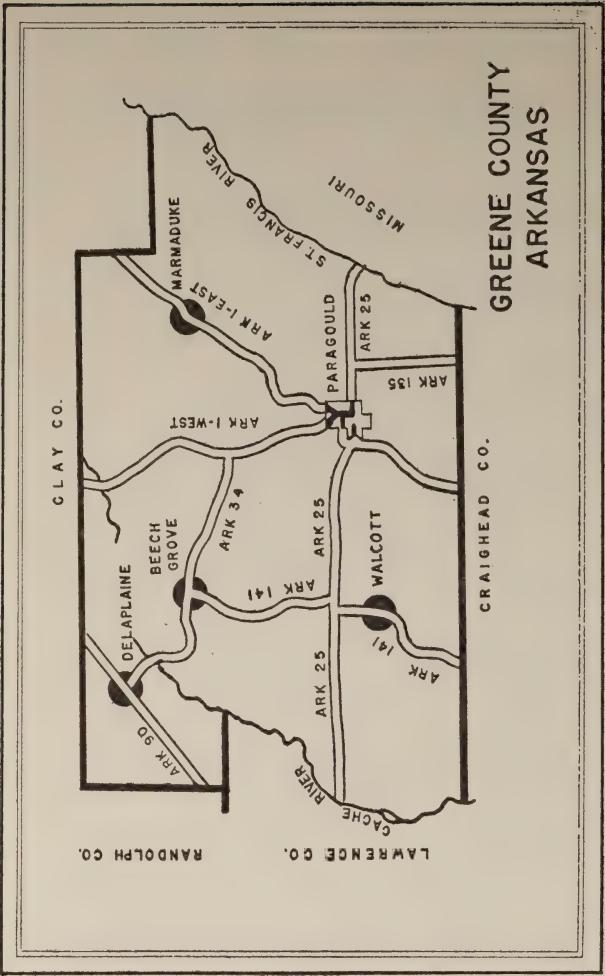 GREENE COUNTY
ARKANSAS
CLAY CO.
RANDOLPH CO.
LAWRENCE CO.
CRAIGHEAD CO.
MISSOURI
ST. FRANCIS
RIVER
CACHE
RIVER
MARMADUKE
ARK 1-EAST
ARK 1-WEST
PARAGOULD
ARK 25
ARK 135
BEECH
GROVE
ARK 34
DELAPLAINE
ARK 90
ARK 141
ARK 25
ARK 25
WALCOTT
ARK
141